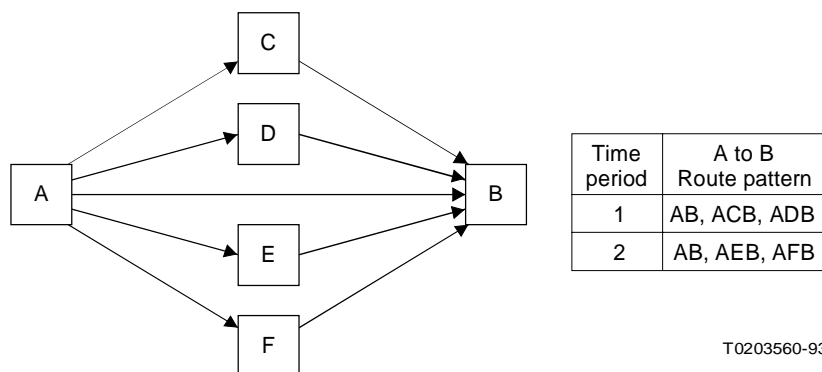 C
D
A
B
E
F
Time period
A to B Route pattern
1 AB, ACB, ADB
2 AB, AEB, AFB
T0203560-93